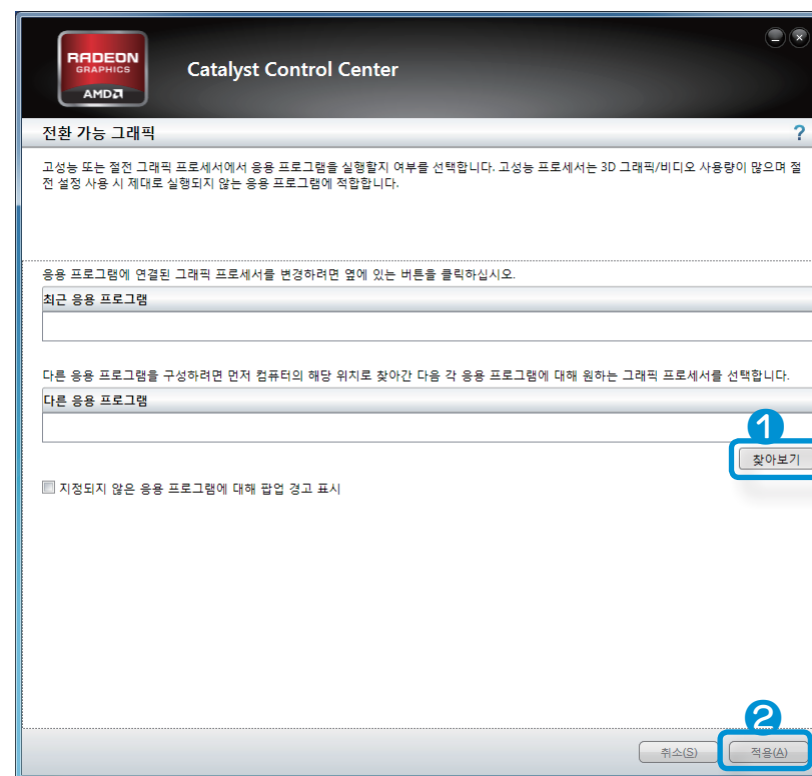 RADEON
GRAPHICS
AMD
Catalyst Control Center
전환 가능 그래픽
?
고성능 또는 절전 그래픽 프로세서에서 응용 프로그램을 실행할지 여부를 선택합니다. 고성능 프로세서는 3D 그래픽/비디오 사용량이 많으며 절
전 설정 사용 시 제대로 실행되지 않는 응용 프로그램에 적합합니다.
응용 프로그램에 연결된 그래픽 프로세서를 변경하려면 옆에 있는 버튼을 클릭하십시오.
최근 응용 프로그램
다른 응용 프로그램을 구성하려면 먼저 컴퓨터의 해당 위치로 찾아간 다음 각 응용 프로그램에 대해 원하는 그래픽 프로세서를 선택합니다.
다른 응용 프로그램
1
찾아보기
지정되지 않은 응용 프로그램에 대해 팝업 경고 표시
2
취소(S) 적용(A)